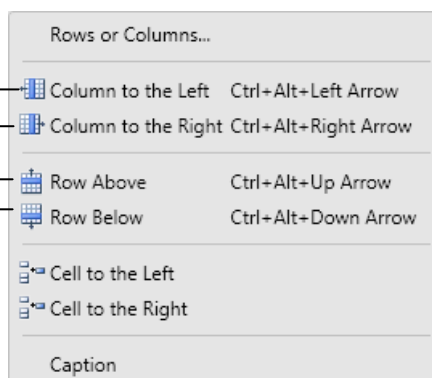 Rows or Columns...
Column to the Left Ctrl+Alt+Left Arrow
Column to the Right Ctrl+Alt+Right Arrow
Row Above Ctrl+Alt+Up Arrow
Row Below Ctrl+Alt+Down Arrow
Cell to the Left
Cell to the Right
Caption